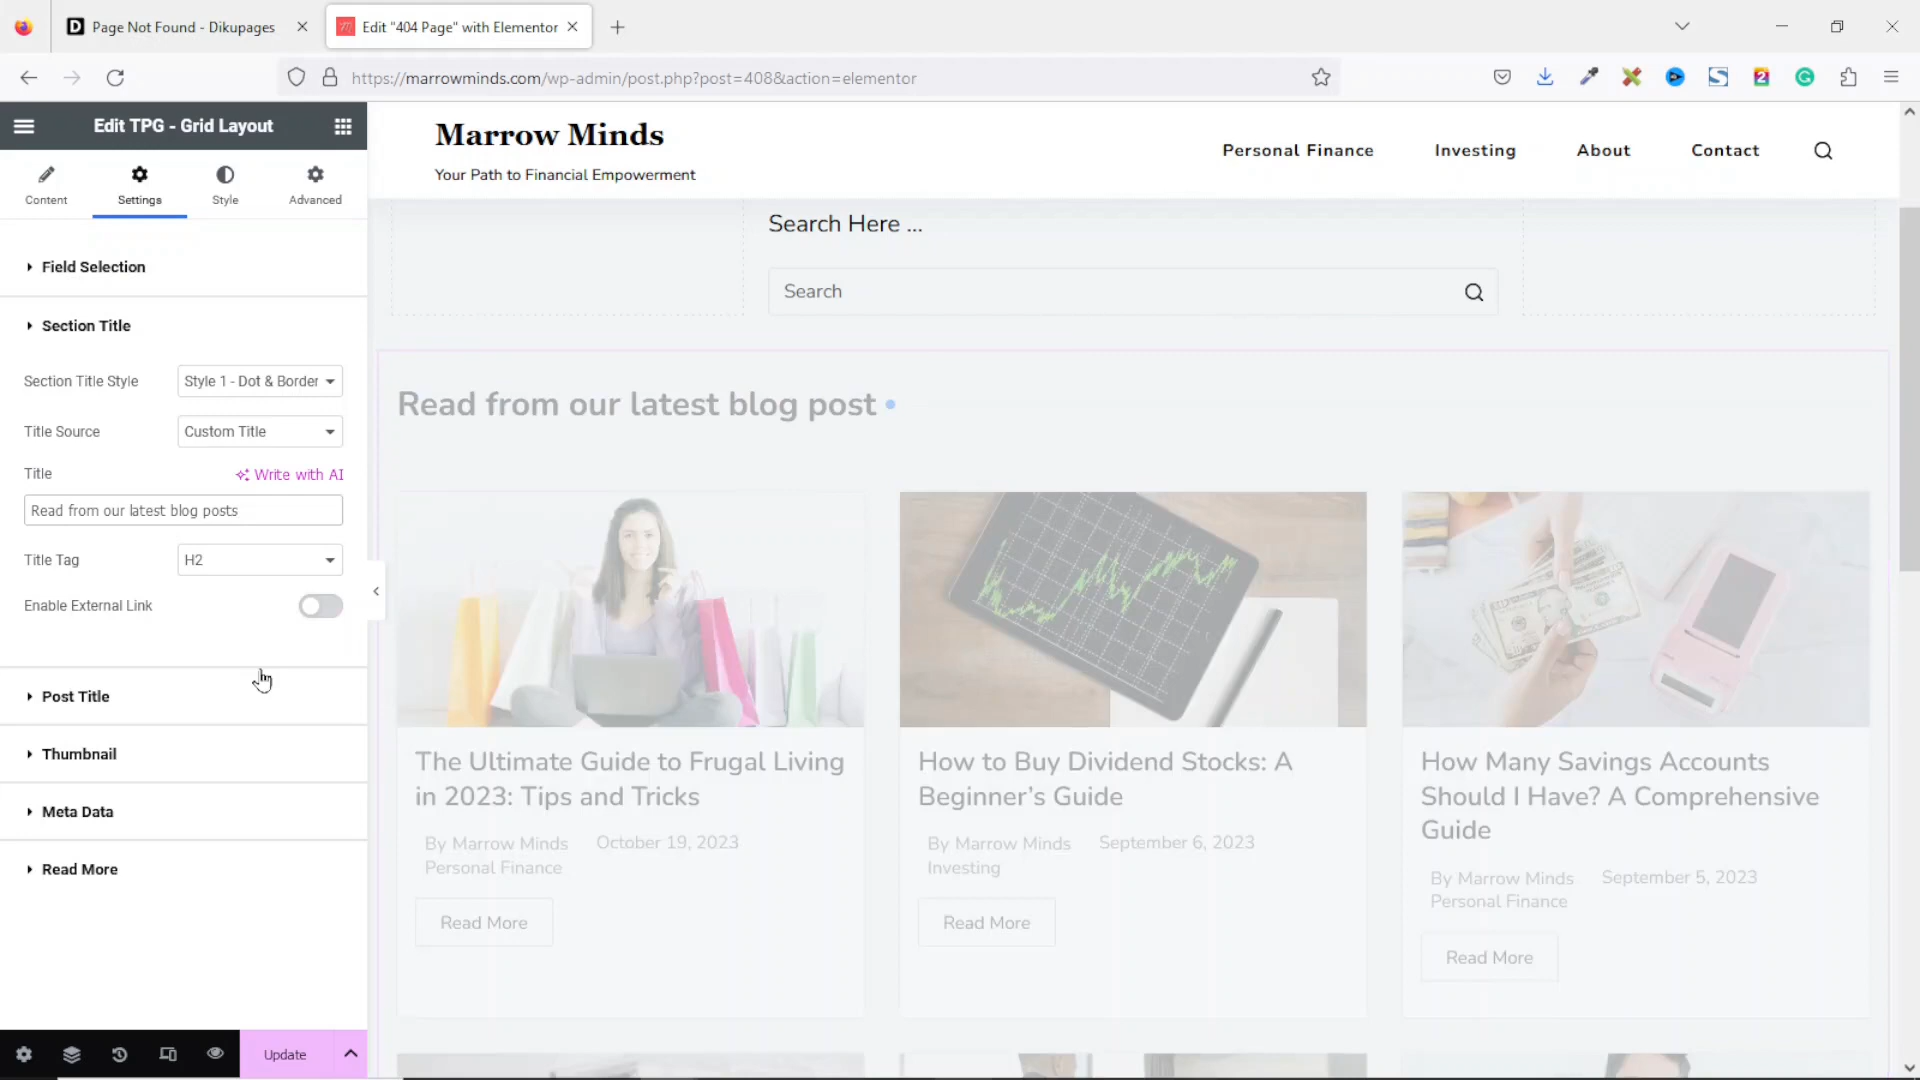 Page Not Found - Dikupages
Edit "404 Page" with Elementor
https://marrowminds.com/wp-admin/post.php?post=408&action=elementor
Edit TPG - Grid Layout
Content
Settings
Style
Advanced
Field Selection
Section Title
Section Title Style
Style 1 - Dot & Border
Title Source
Custom Title
Title
Write with AI
Read from our latest blog posts
Title Tag
H2
Enable External Link
Post Title
Thumbnail
Meta Data
Read More
Update
Marrow Minds
Your Path to Financial Empowerment
Personal Finance
Investing
About
Contact
Search Here ...
Search
Read from our latest blog post
The Ultimate Guide to Frugal Living
in 2023: Tips and Tricks
By Marrow Minds
October 19, 2023
Personal Finance
Read More
How to Buy Dividend Stocks: A
Beginner's Guide
By Marrow Minds
September 6, 2023
Investing
Read More
How Many Savings Accounts
Should I Have? A Comprehensive
Guide
By Marrow Minds
September 5, 2023
Personal Finance
Read More